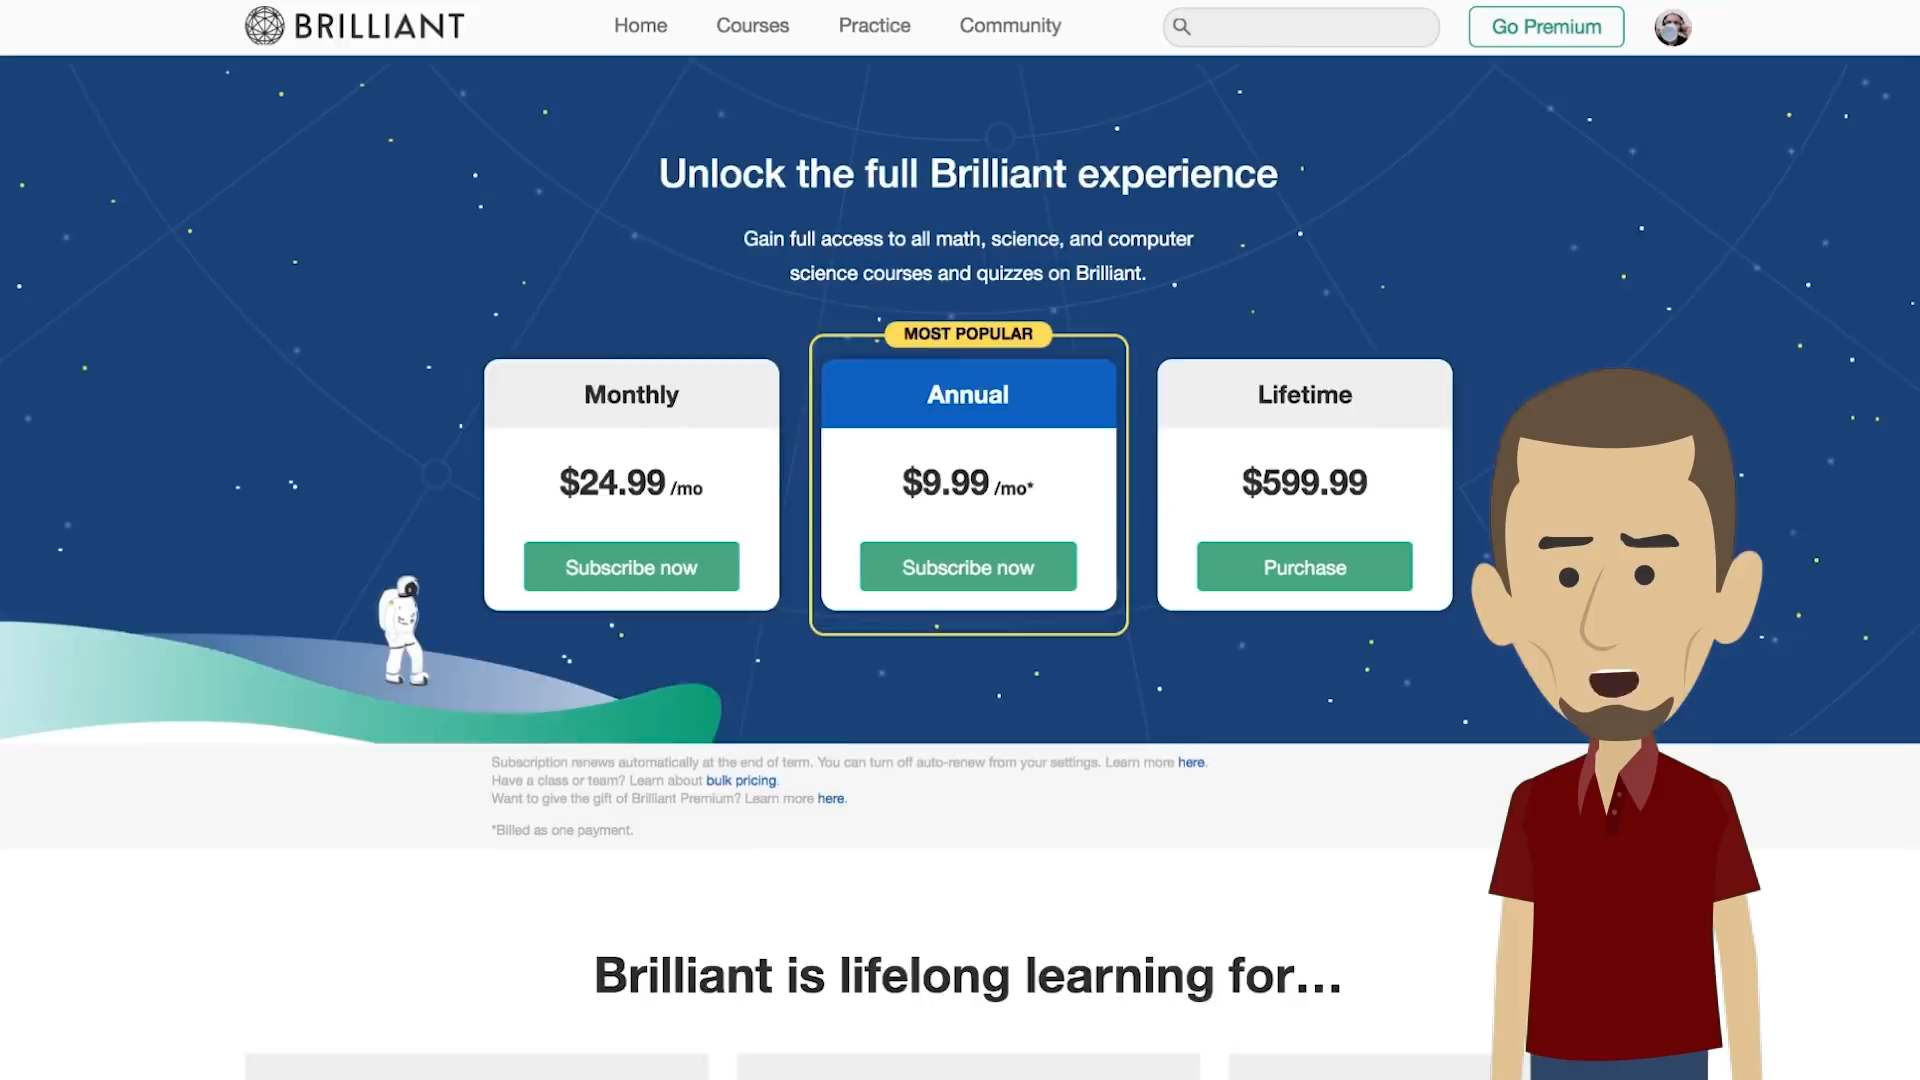 BRILLIANT
Home
Courses
Practice
Community
Go Premium
Unlock the full Brilliant experience
Gain full access to all math, science, and computer
science courses and quizzes on Brilliant.
MOST POPULAR
Monthly
$24.99 /mo
Subscribe now
Annual
$9.99 /mo*
Subscribe now
Lifetime
$599.99
Purchase
Subscription renews automatically at the end of term. You can turn off auto-renew from your settings. Learn more here.
Have a class or team? Learn about bulk pricing.
Want to give the gift of Brilliant Premium? Learn more here.
*Billed as one payment.
Brilliant is lifelong learning for...